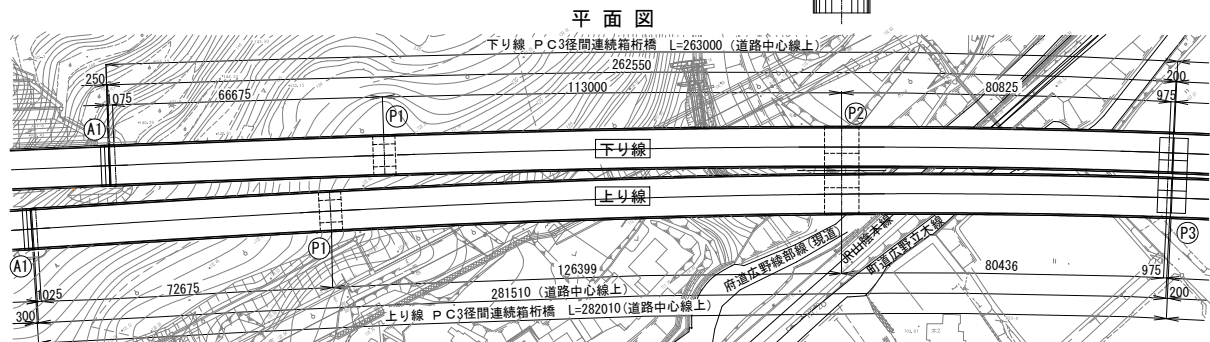 平面図
下り線 PC3径間連続箱桁橋 L=263000(道路中心線上)
262550
250
200
1075
66675
113000
80825
975
A1
P1
P2
下り線
上り線
A1
P1
P3
府道広野綾部線(現道)
JR山陰本線
町道広野立木線
1025
72675
126399
80436
975
281510(道路中心線上)
300
200
上り線 PC3径間連続箱桁橋 L=282010(道路中心線上)